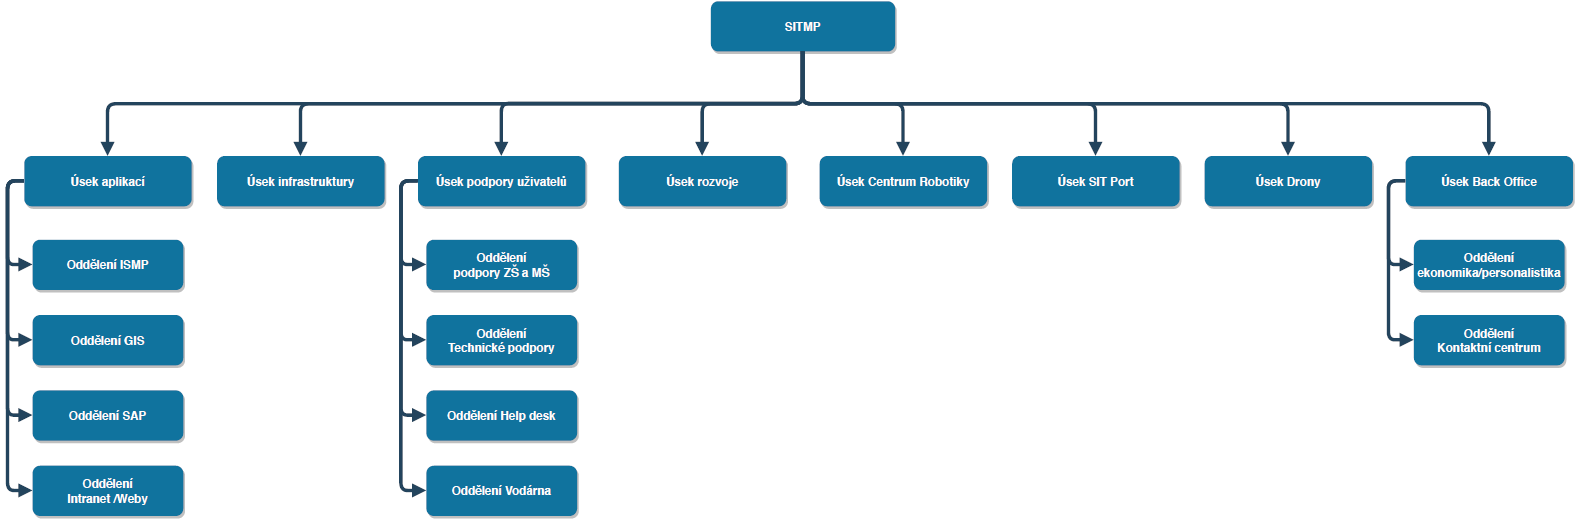 SITMP
Úsek aplikací
Úsek infrastruktury
Úsek podpory uživatelů
Úsek rozvoje
Úsek Centrum Robotiky
Úsek SIT Port
Úsek Drony
Úsek Back Office
Oddělení ISMP
Oddělení GIS
Oddělení SAP
Oddělení
Intranet /Weby
Oddělení
podpory ZŠ a MŠ
Oddělení
Technické podpory
Oddělení Help desk
Oddělení Vodárna
Oddělení
ekonomika/personalistika
Oddělení
Kontaktní centrum